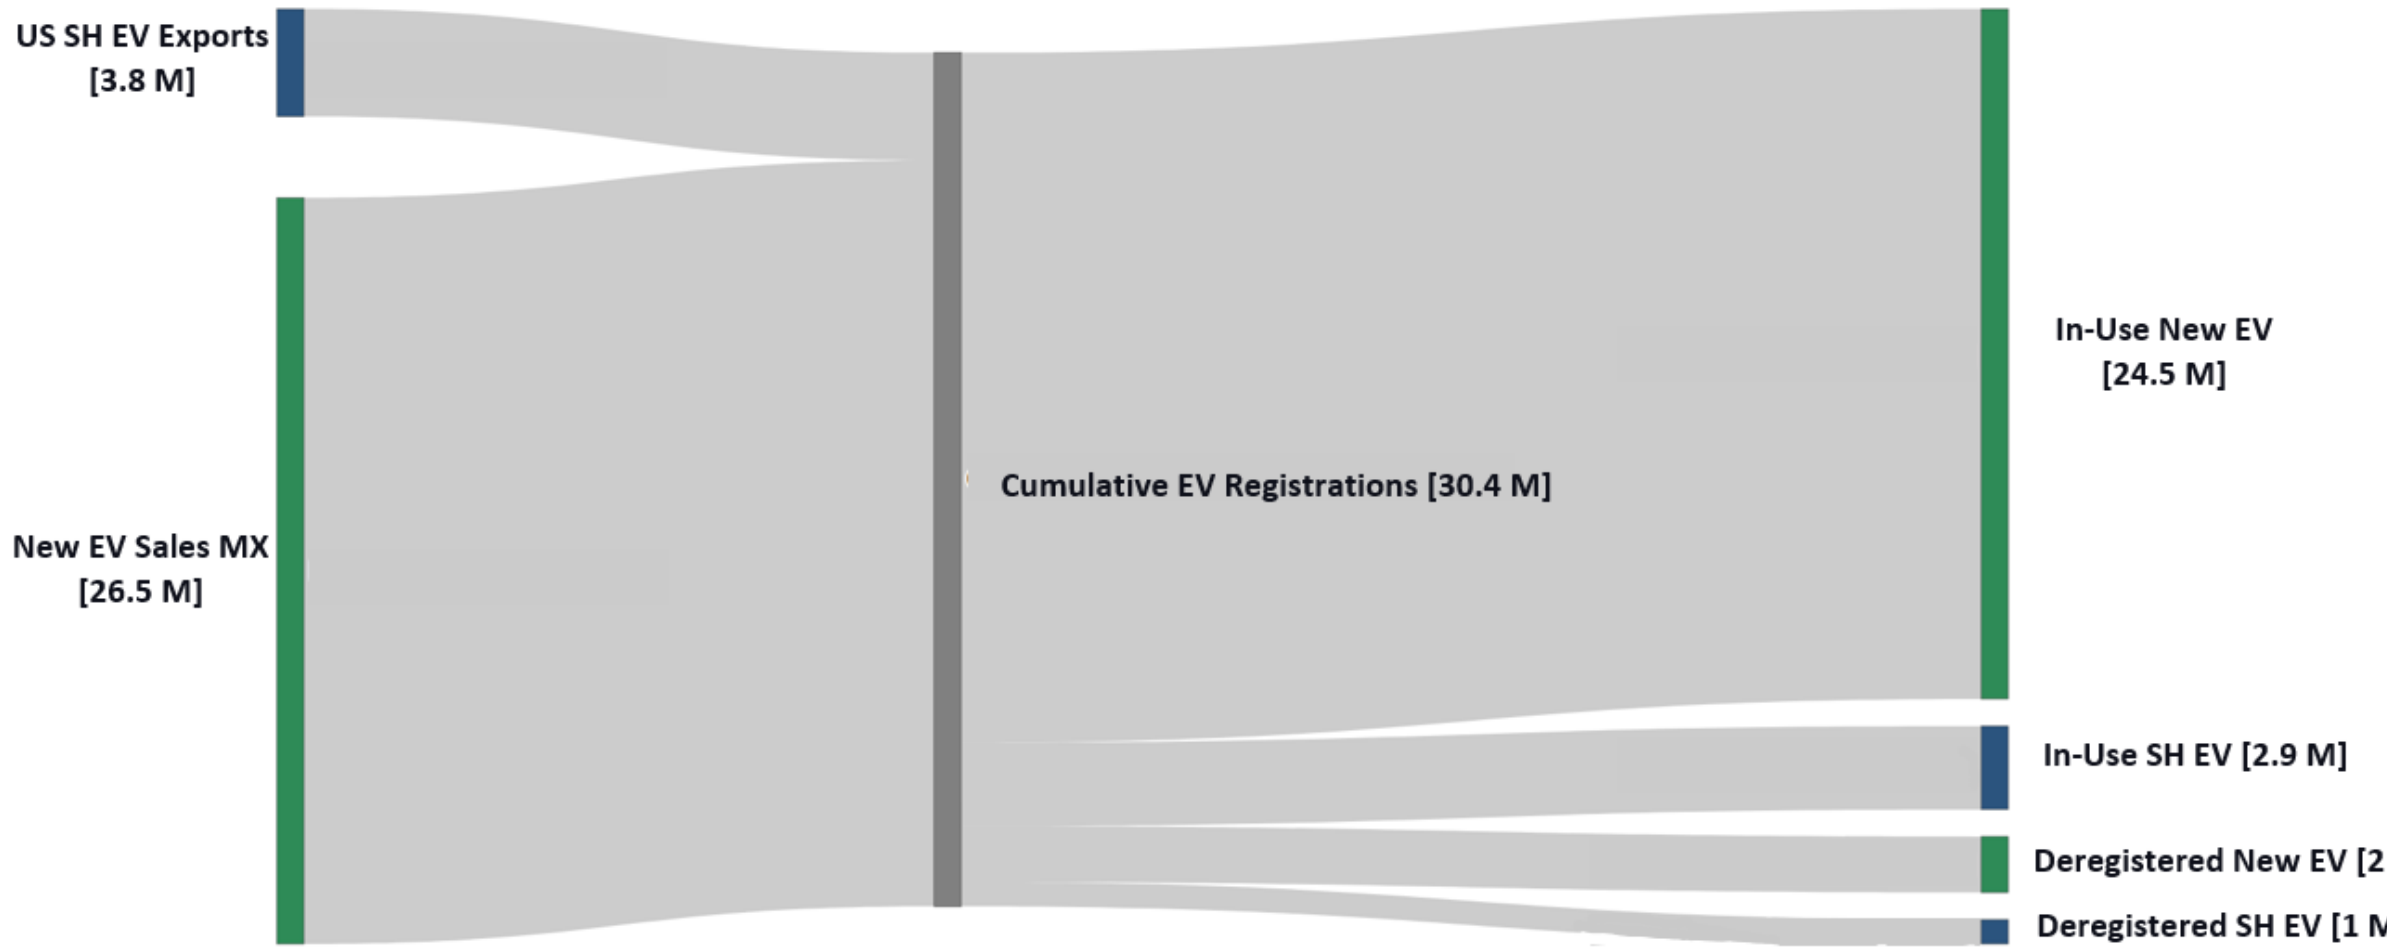 US SH EV Exports
[3.8 M]
New EV Sales MX
[26.5 M]
Cumulative EV Registrations [30.4 M]
In-Use New EV
[24.5 M]
In-Use SH EV [2.9 M]
Deregistered New EV [2
Deregistered SH EV [1 M